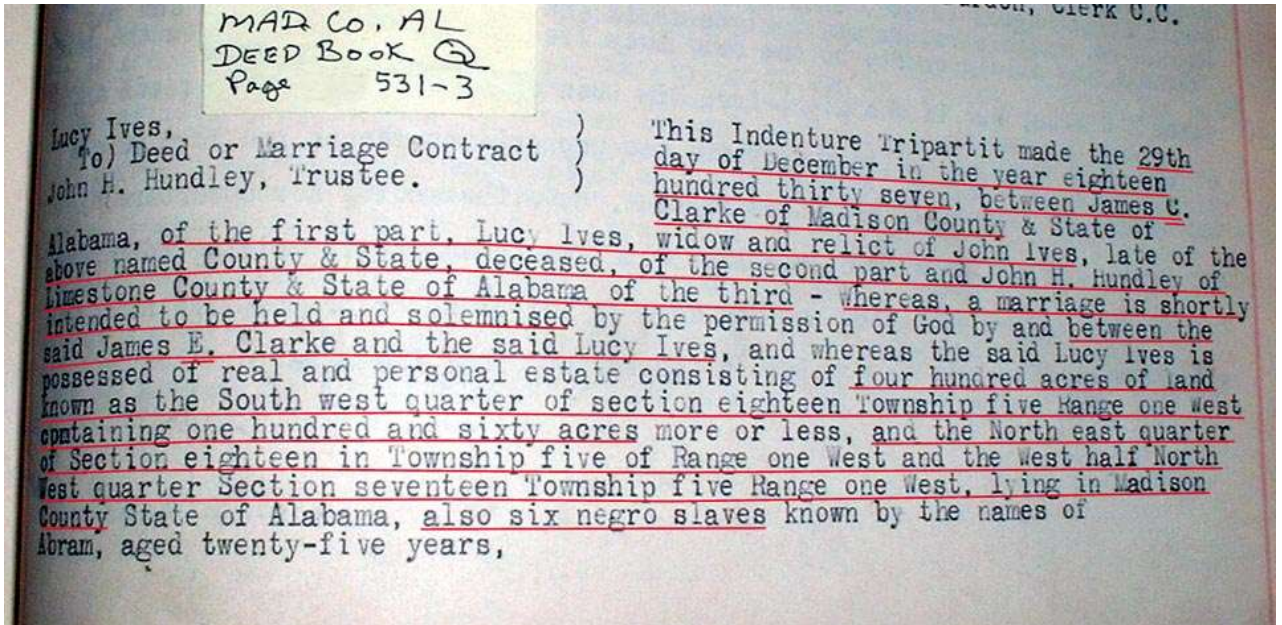 Clerk C.C.
MAD Co, AL
DEED BOOK Q
Page 531-3
Lucy Ives, )
To) Deed or Marriage Contract )
John H. Hundley, Trustee. )
This Indenture Tripartit made the 29th
day of December in the year eighteen
hundred thirty seven, between James C.
Clarke of Madison County & State of
Alabama, of the first part, Lucy Ives, widow and relict of John Ives, late of the
above named County & State, deceased, of the second part and John H. Hundley of
Limestone County & State of Alabama of the third - Whereas, a marriage is shortly
intended to be held and solemnised by the permission of God by and between the
said James E. Clarke and the said Lucy Ives, and whereas the said Lucy Ives is
possessed of real and personal estate consisting of four hundred acres of land
known as the South west quarter of section eighteen Township five Range one West
containing one hundred and sixty acres more or less, and the North east quarter
of Section eighteen in Township five of Range one West and the West half North
West quarter Section seventeen Township five Range one West, lying in Madison
County State of Alabama, also six negro slaves known by the names of
Abram, aged twenty-five years,